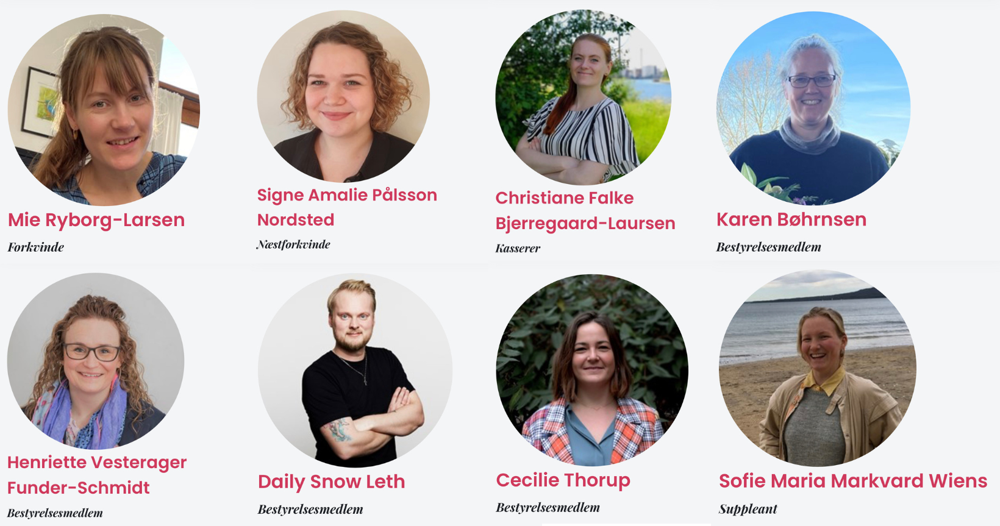 Mie Ryborg-Larsen
Forkvinde
Signe Amalie Pålsson
Nordsted
Næstforkvinde
Christiane Falke
Bjerregaard-Laursen
Kasserer
Karen Bøhrnsen
Bestyrelsesmedlem
Henriette Vesterager
Funder-Schmidt
Bestyrelsesmedlem
Daily Snow Leth
Bestyrelsesmedlem
Cecilie Thorup
Bestyrelsesmedlem
Sofie Maria Markvard Wiens
Suppleant